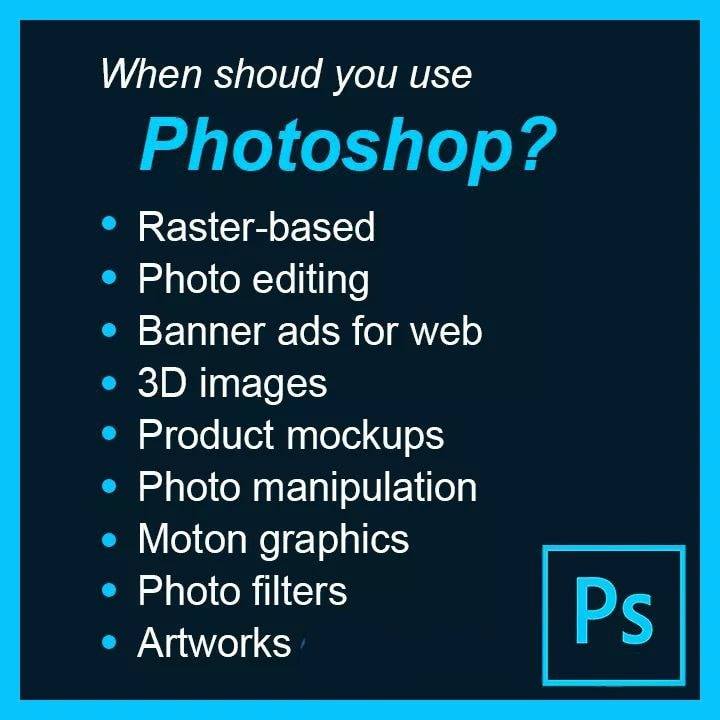 When shoud you use
Photoshop?
• Raster-based
• Photo editing
• Banner ads for web
• 3D images
• Product mockups
• Photo manipulation
• Moton graphics
• Photo filters
• Artworks
Ps